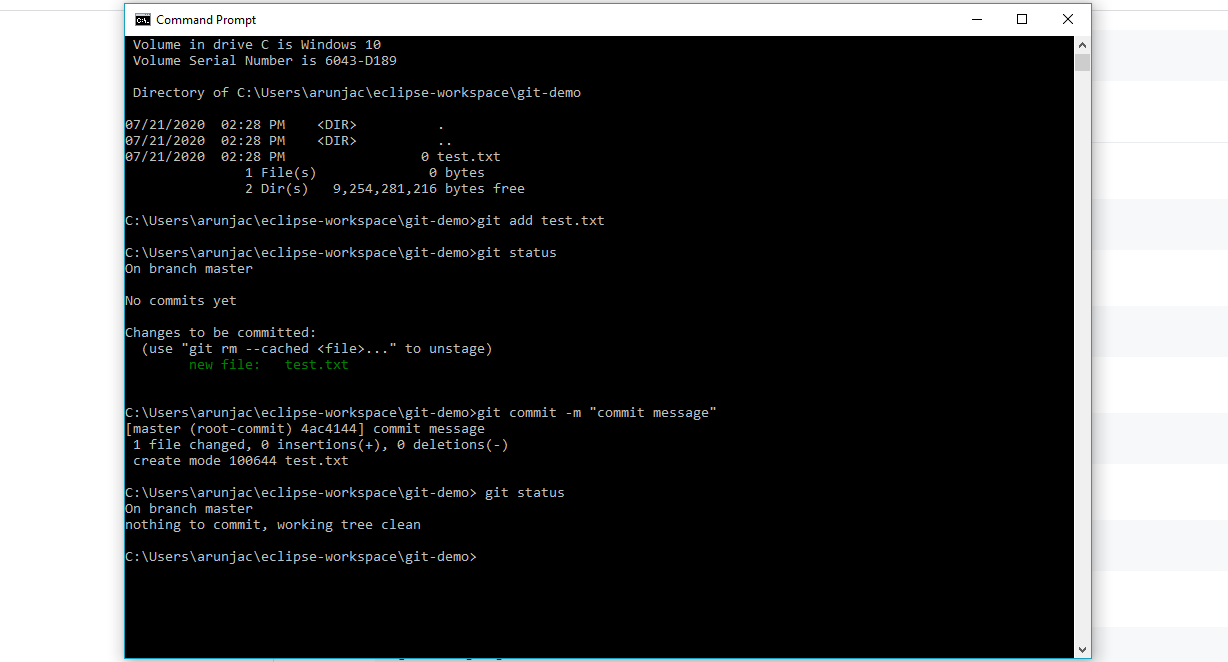 Command Prompt
Volume in drive C is Windows 10
Volume Serial Number is 6043-D189
Directory of C:\Users\arunjac\eclipse-workspace\git-demo
07/21/2020  02:28 PM    <DIR>          .
07/21/2020  02:28 PM    <DIR>          ..
07/21/2020  02:28 PM                 0 test.txt
1 File(s)              0 bytes
2 Dir(s)   9,254,281,216 bytes free
C:\Users\arunjac\eclipse-workspace\git-demo>git add test.txt
C:\Users\arunjac\eclipse-workspace\git-demo>git status
On branch master
No commits yet
Changes to be committed:
(use "git rm --cached <file>..." to unstage)
new file:   test.txt
C:\Users\arunjac\eclipse-workspace\git-demo>git commit -m "commit message"
[master (root-commit) 4ac4144] commit message
1 file changed, 0 insertions(+), 0 deletions(-)
create mode 100644 test.txt
C:\Users\arunjac\eclipse-workspace\git-demo> git status
On branch master
nothing to commit, working tree clean
C:\Users\arunjac\eclipse-workspace\git-demo>